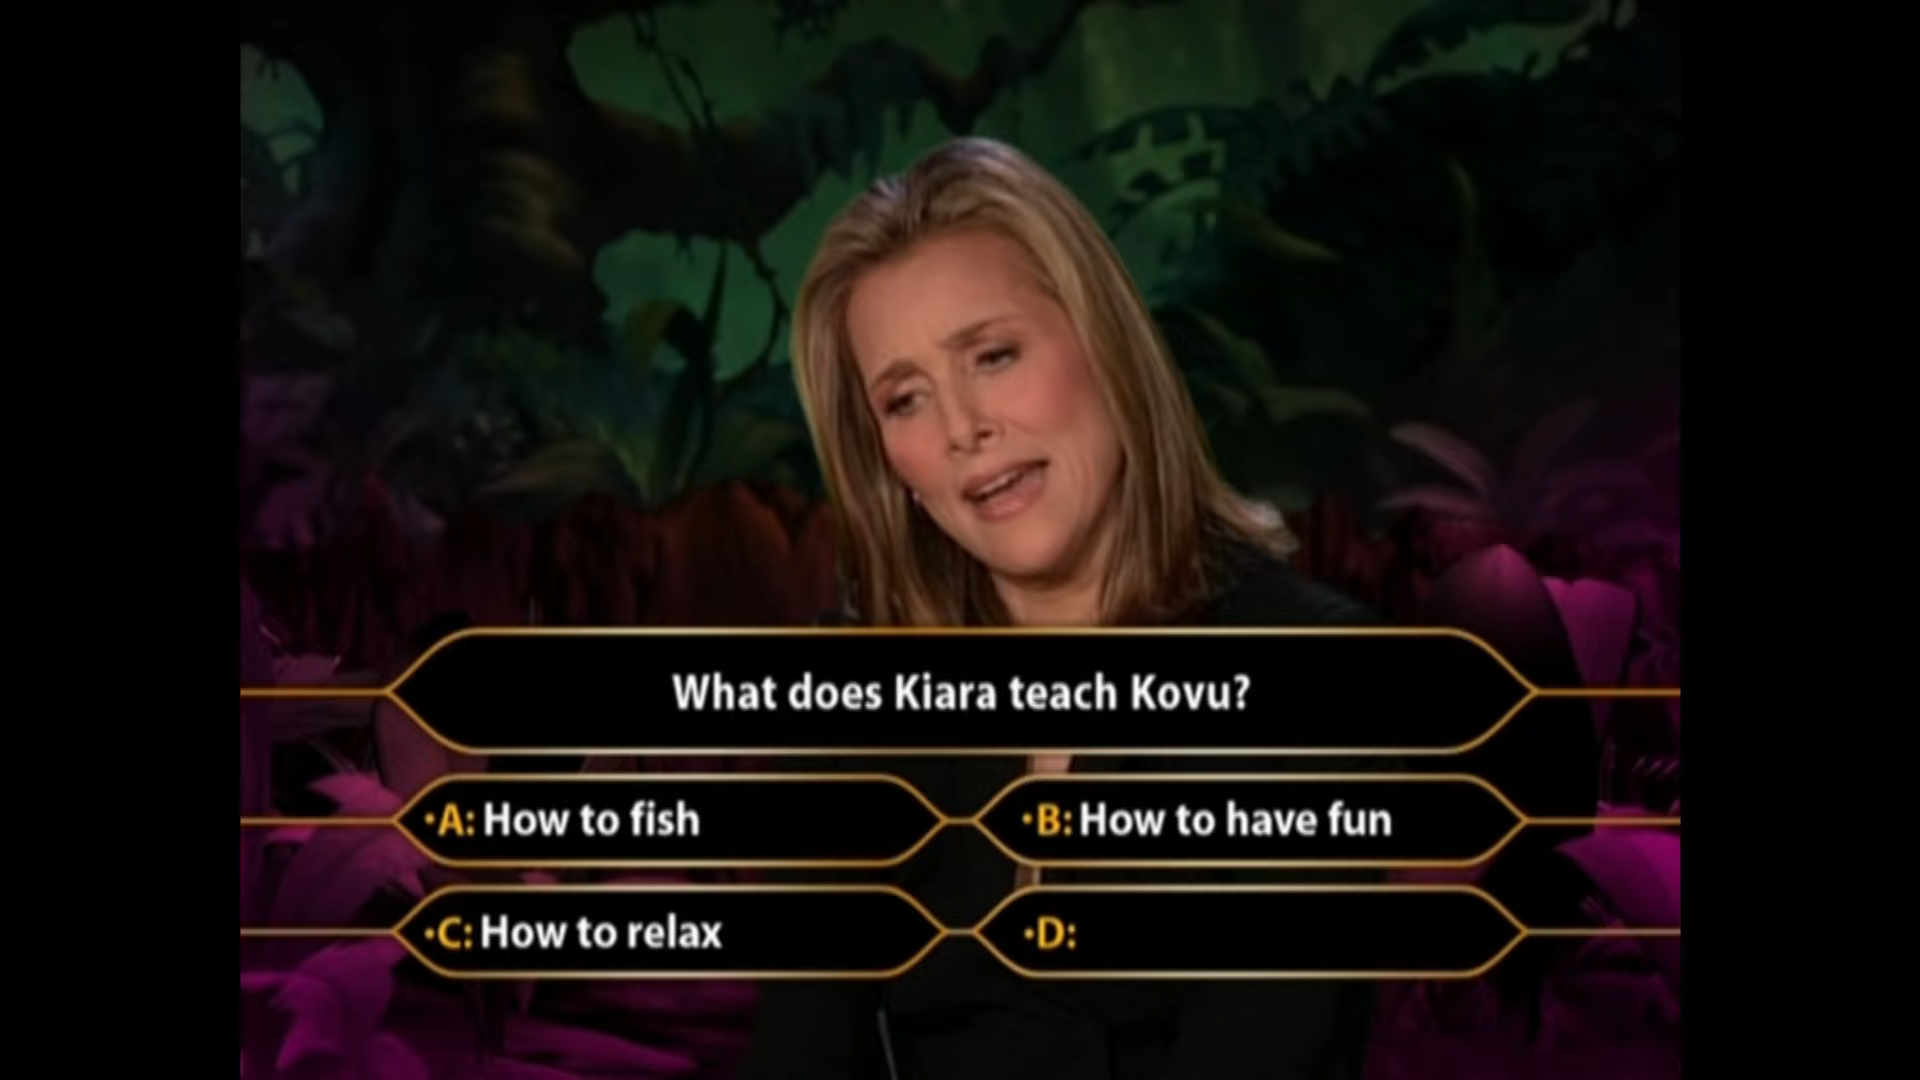 What does Kiara teach Kovu?
·A: How to fish
·B: How to have fun
·C: How to relax
·D: